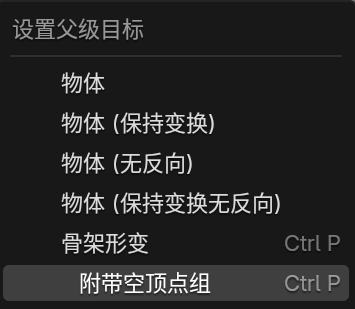 设置父级目标
物体
物体 (保持变换)
物体 (无反向)
物体 (保持变换无反向)
骨架形变 Ctrl P
附带空顶点组 Ctrl P